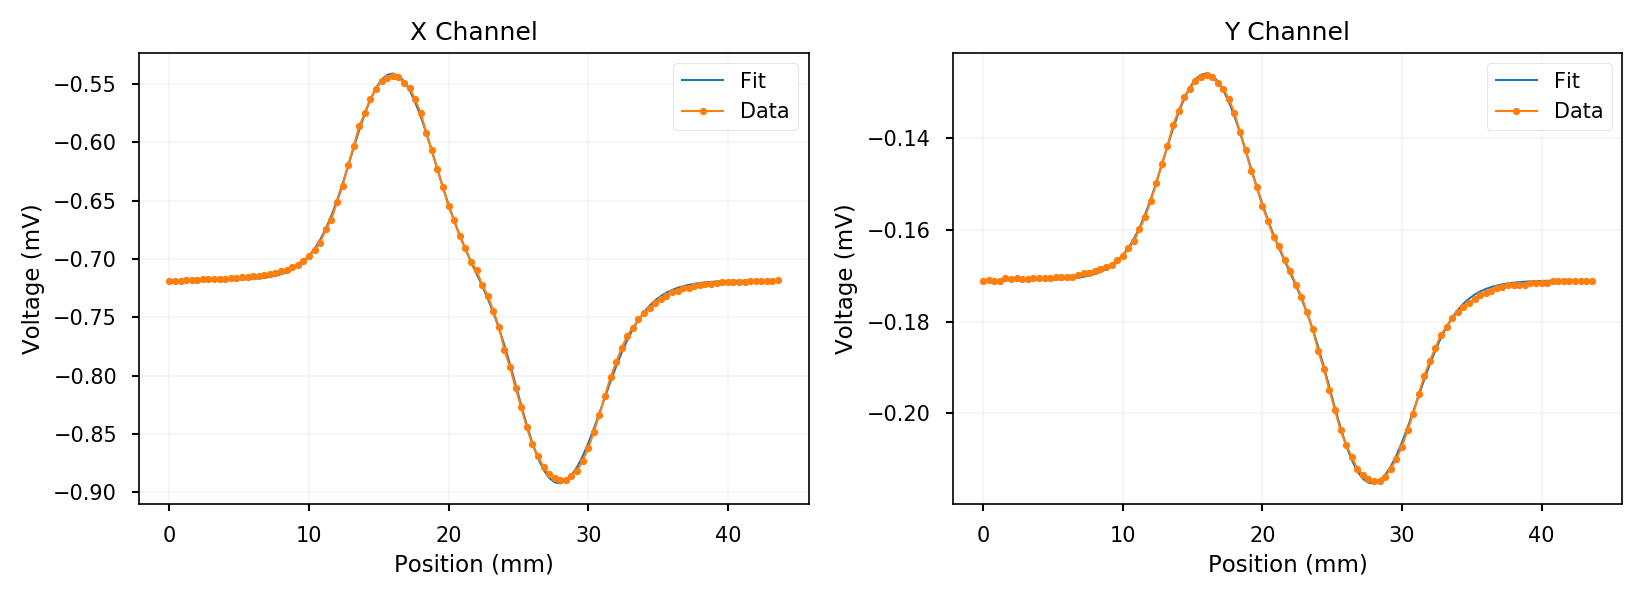 X Channel
Voltage (mV)
−0.55
−0.60
−0.65
−0.70
−0.75
−0.80
−0.85
−0.90
0
10
20
30
40
Position (mm)
Fit
Data
Y Channel
Voltage (mV)
−0.14
−0.16
−0.18
−0.20
0
10
20
30
40
Position (mm)
Fit
Data